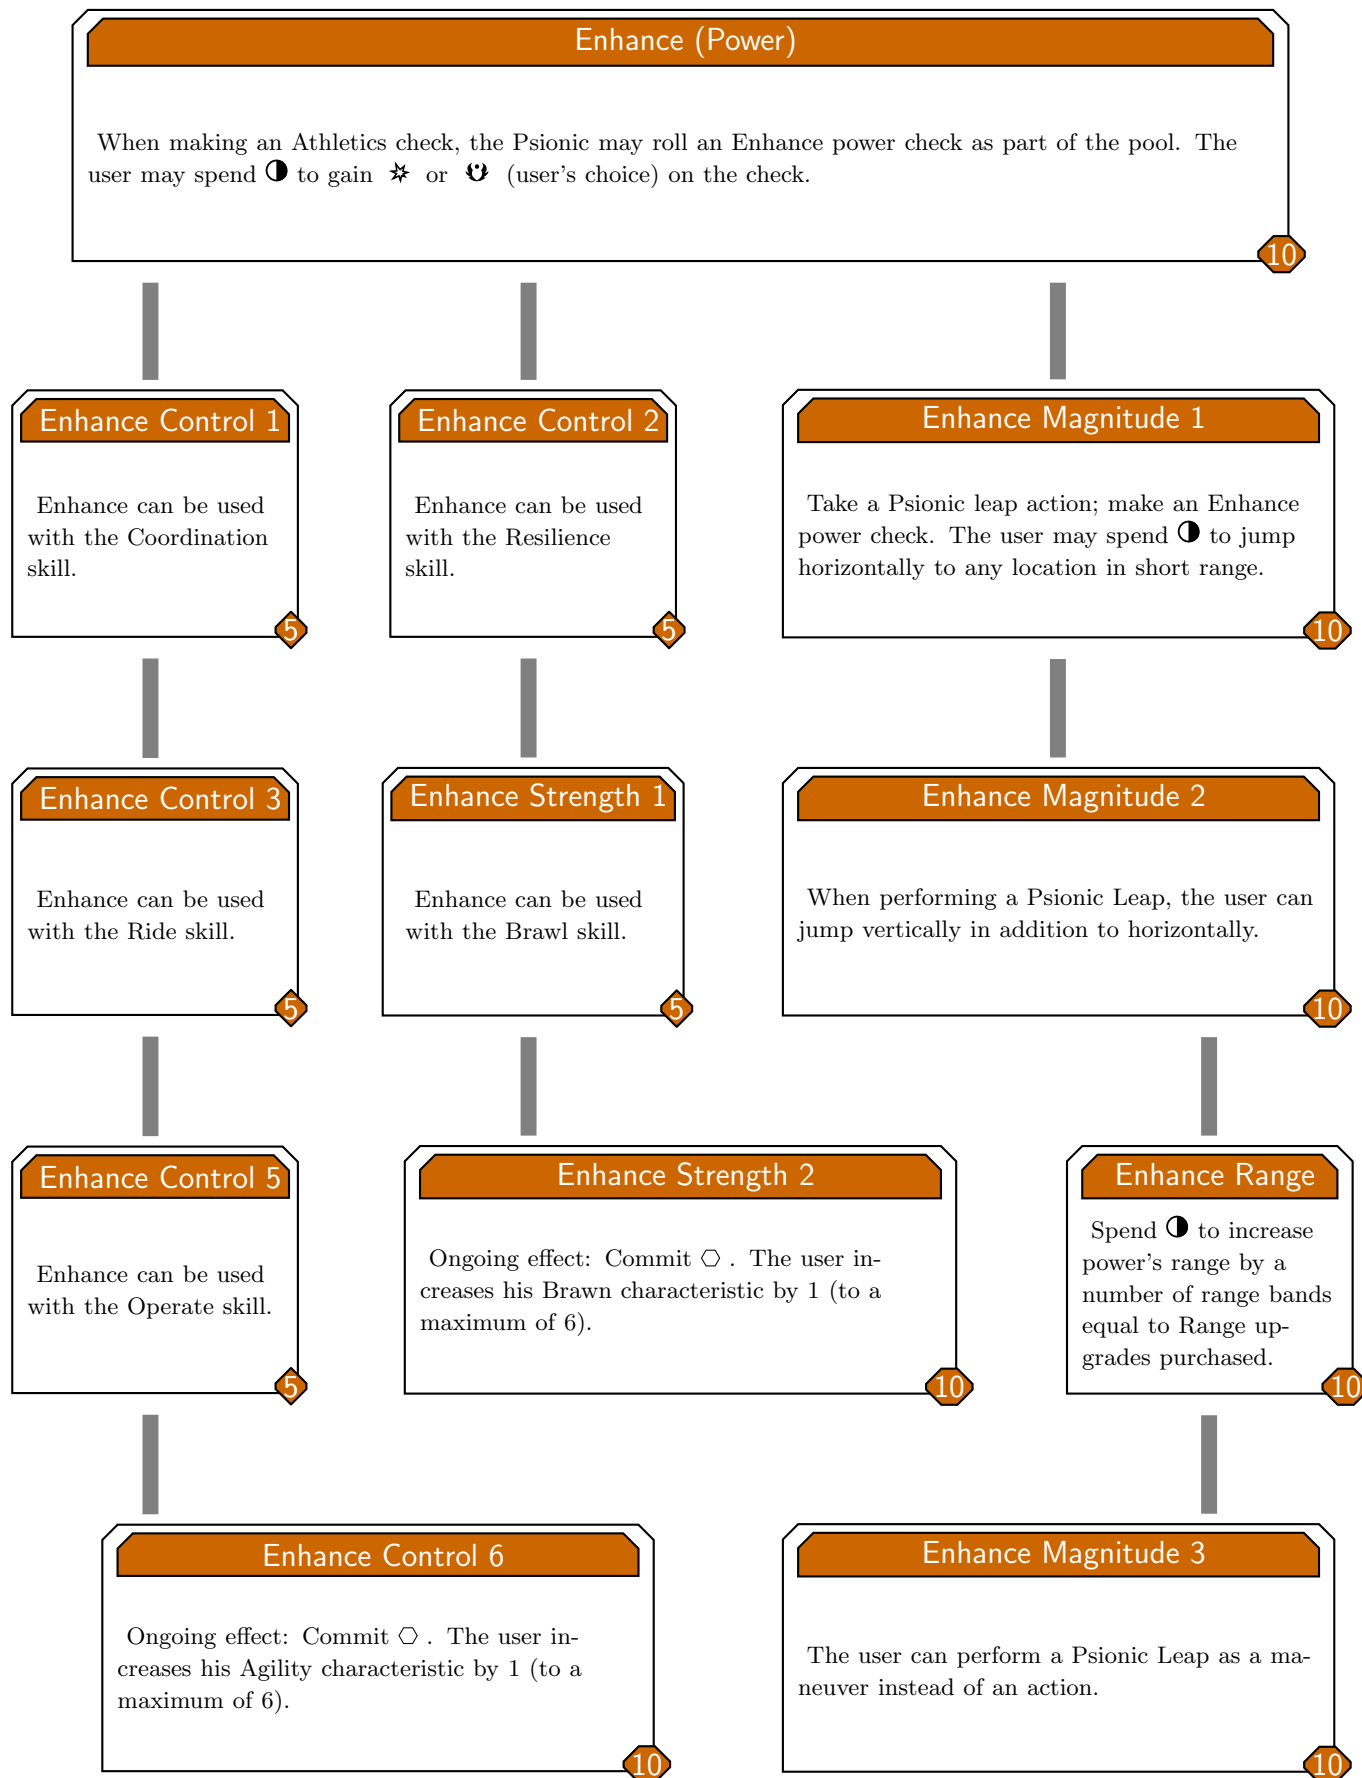 Enhance (Power)
When making an Athletics check, the Psionic may roll an Enhance power check as part of the pool. The
user may spend ◑ to gain ✴ or (user's choice) on the check.
10
Enhance Control 1
Enhance can be used
with the Coordination
skill.
5
Enhance Control 2
Enhance can be used
with the Resilience
skill.
5
Enhance Magnitude 1
Take a Psionic leap action; make an Enhance
power check. The user may spend ◑ to jump
horizontally to any location in short range.
10
Enhance Control 3
Enhance can be used
with the Ride skill.
5
Enhance Strength 1
Enhance can be used
with the Brawl skill.
5
Enhance Magnitude 2
When performing a Psionic Leap, the user can
jump vertically in addition to horizontally.
10
Enhance Control 5
Enhance can be used
with the Operate skill.
5
Enhance Strength 2
Ongoing effect: Commit ⬡ . The user in-
creases his Brawn characteristic by 1 (to a
maximum of 6).
10
Enhance Range
Spend ◑ to increase
power's range by a
number of range bands
equal to Range up-
grades purchased.
10
Enhance Control 6
Ongoing effect: Commit ⬡ . The user in-
creases his Agility characteristic by 1 (to a
maximum of 6).
10
Enhance Magnitude 3
The user can perform a Psionic Leap as a ma-
neuver instead of an action.
10